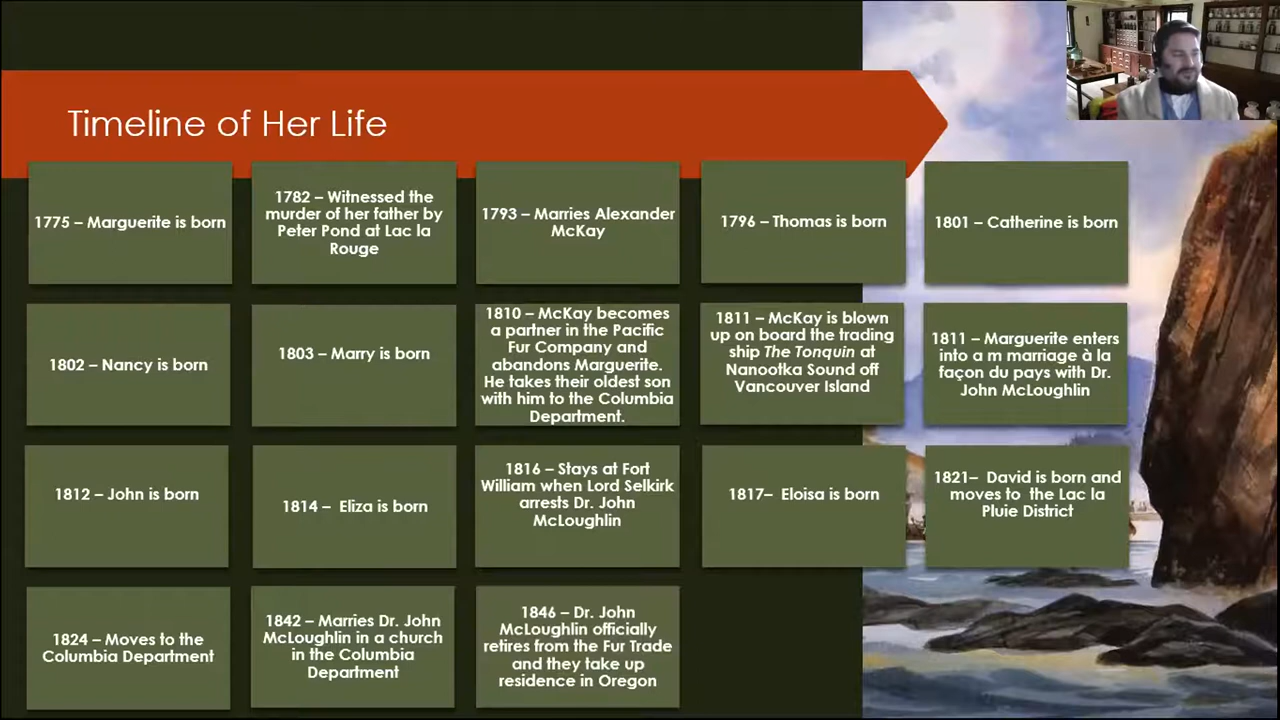 Timeline of Her Life
1775 – Marguerite is born
1782 – Witnessed the
murder of her father by
Peter Pond at Lac la
Rouge
1793 – Marries Alexander
McKay
1796 – Thomas is born
1801 – Catherine is born
1802 – Nancy is born
1803 – Marry is born
1810 – McKay becomes
a partner in the Pacific
Fur Company and
abandons Marguerite.
He takes their oldest son
with him to the Columbia
Department.
1811 – McKay is blown
up on board the trading
ship The Tonquin at
Nanootka Sound off
Vancouver Island
1811 – Marguerite enters
into a m marriage à la
façon du pays with Dr.
John McLoughlin
1812 – John is born
1814 –  Eliza is born
1816 – Stays at Fort
William when Lord Selkirk
arrests Dr. John
McLoughlin
1817–  Eloisa is born
1821–  David is born and
moves to  the Lac la
Pluie District
1824 – Moves to the
Columbia Department
1842 – Marries Dr. John
McLoughlin in a church
in the Columbia
Department
1846 – Dr. John
McLoughlin officially
retires from the Fur Trade
and they take up
residence in Oregon